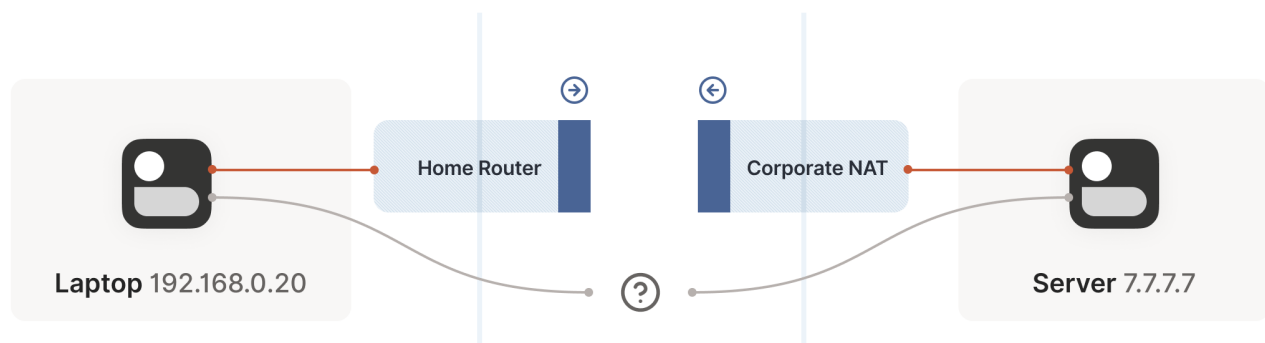 Home Router
Corporate NAT
?
Laptop 192.168.0.20
Server 7.7.7.7